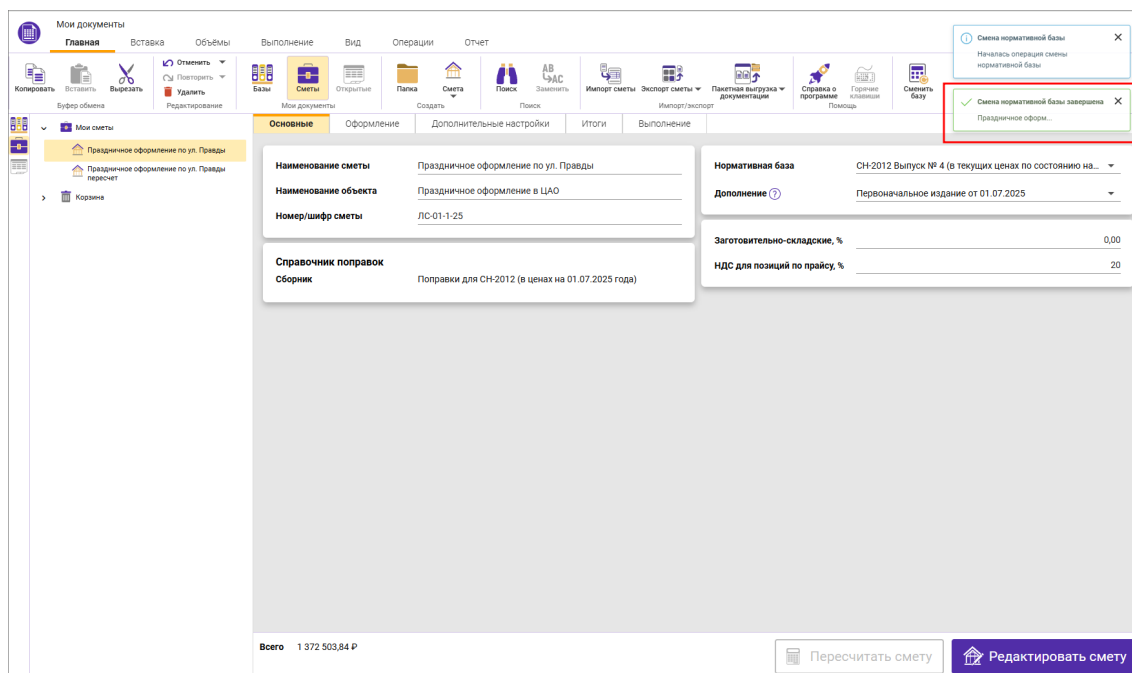 Мои документы
Главная Вставка Объёмы Выполнение Вид Операции Отчет
Копировать Вставить Вырезать
Буфер обмена
Отменить
Повторить
Удалить
Редактирование
Базы Сметы Открытые
Мои документы
Папка Смета
Создать
Поиск AB AC Заменить
Поиск
Импорт сметы Экспорт сметы Пакетная выгрузка документации
Импорт/экспорт
Справка о программе Горячие клавиши
Помощь
Сменить базу
Смена нормативной базы
Началась операция смены
нормативной базы
Смена нормативной базы завершена
Праздничное оформ...
Мои сметы
Праздничное оформление по ул. Правды
Праздничное оформление по ул. Правды
пересчет
Корзина
Основные Оформление Дополнительные настройки Итоги Выполнение
Наименование сметы Праздничное оформление по ул. Правды
Наименование объекта Праздничное оформление в ЦАО
Номер/шифр сметы ЛС-01-1-25
Справочник поправок
Сборник Поправки для СН-2012 (в ценах на 01.07.2025 года)
Нормативная база СН-2012 Выпуск № 4 (в текущих ценах по состоянию на...
Дополнение ? Первоначальное издание от 01.07.2025
Заготовительно-складские, % 0,00
НДС для позиций по прайсу, % 20
Всего 1 372 503,84 ₽
Пересчитать смету
Редактировать смету